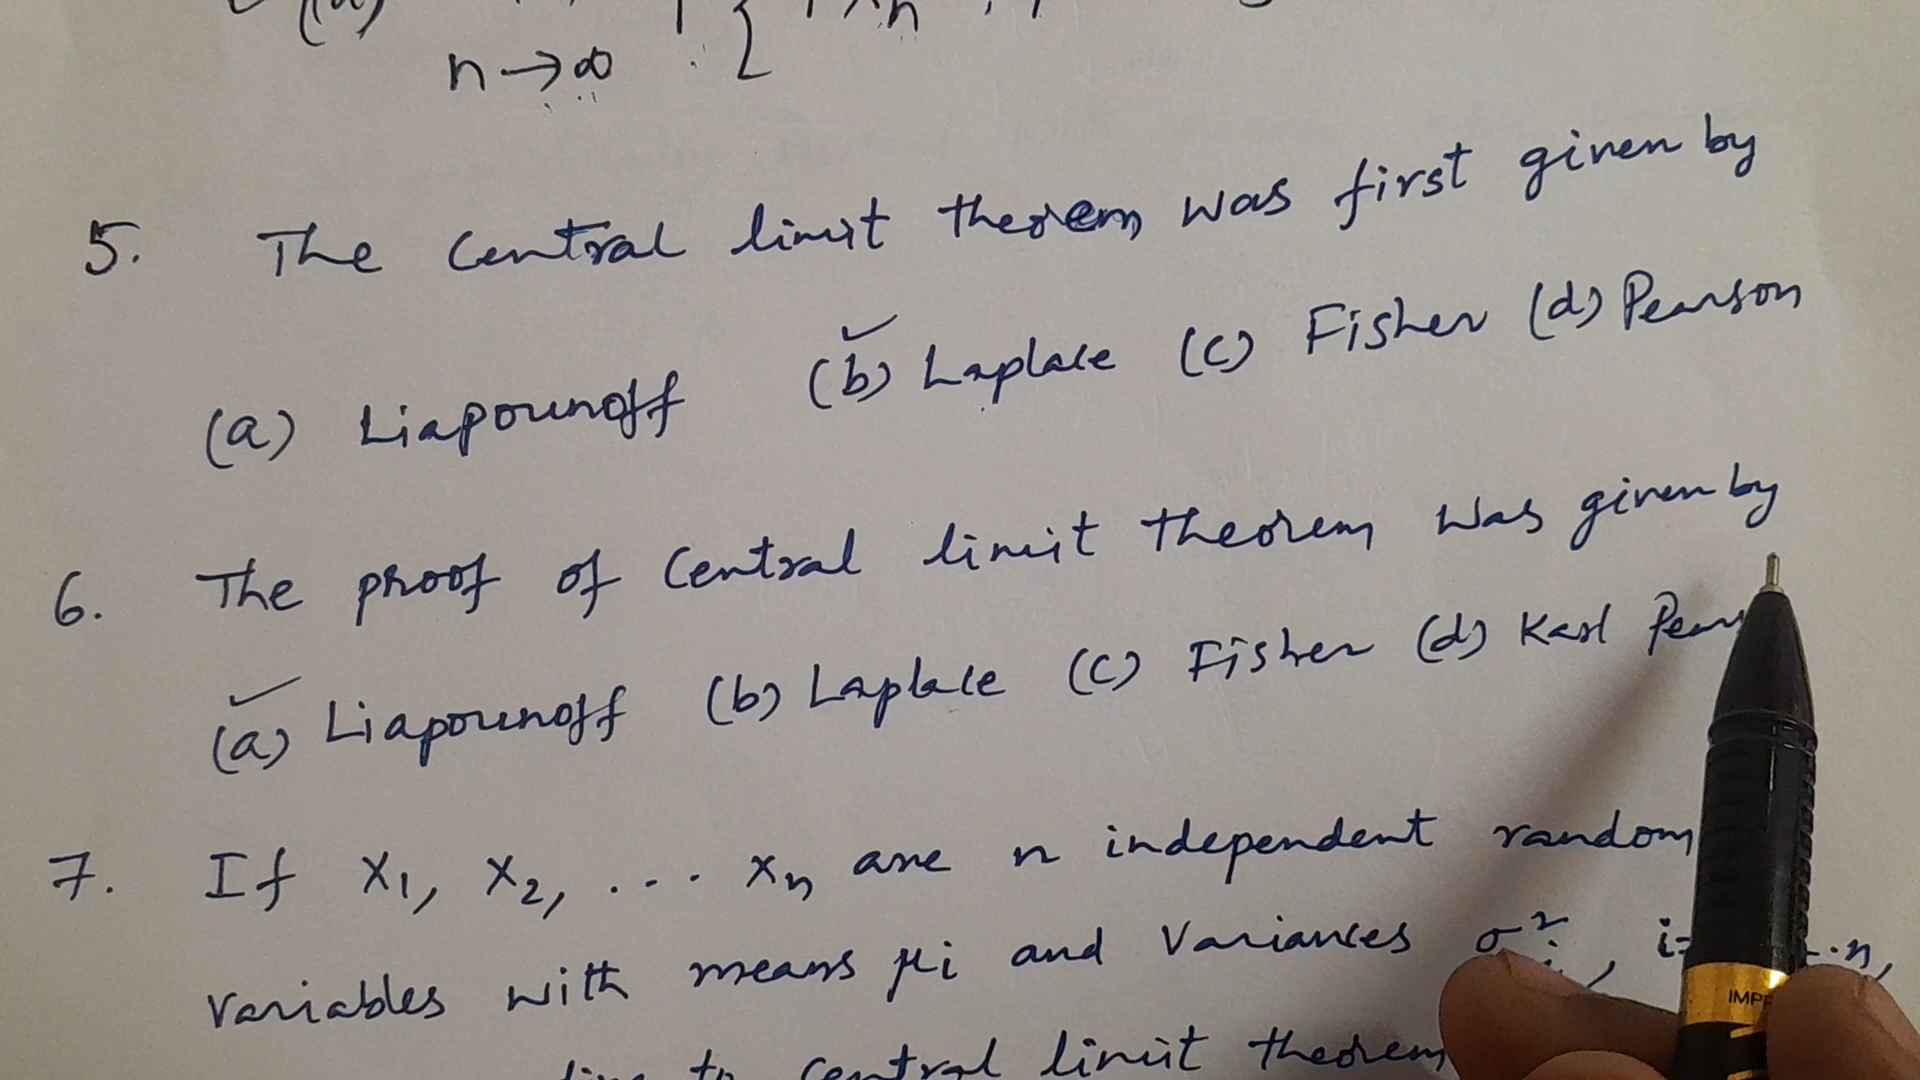 n→∞
5. The Central limit theorem was first given by
(a) Liapounoff (b) Laplace (c) Fisher (d) Pearson
6. The proof of Central limit theorem was given by
(a) Liapounoff (b) Laplace (c) Fisher (d) Karl
7. If X₁, X₂, ... Xₙ are n independent random
variables with means μi and Variances σ²ᵢ,
to central limit theorem